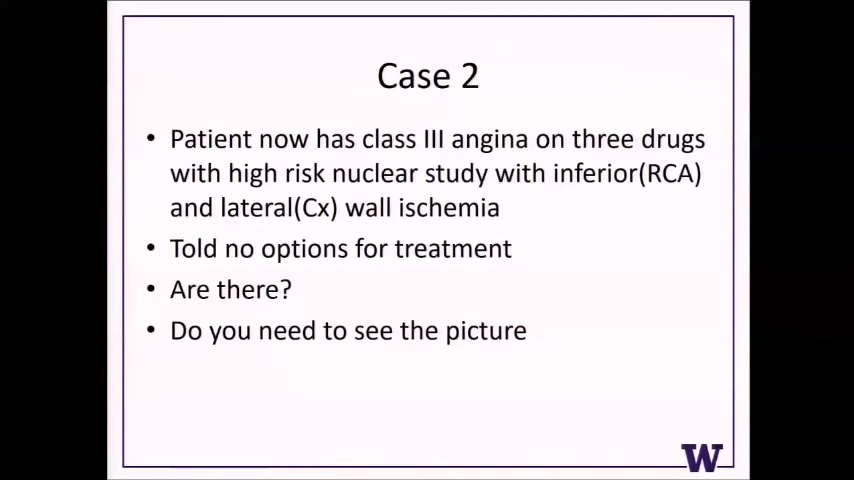 Case 2
• Patient now has class III angina on three drugs
with high risk nuclear study with inferior(RCA)
and lateral(Cx) wall ischemia
• Told no options for treatment
• Are there?
• Do you need to see the picture
W